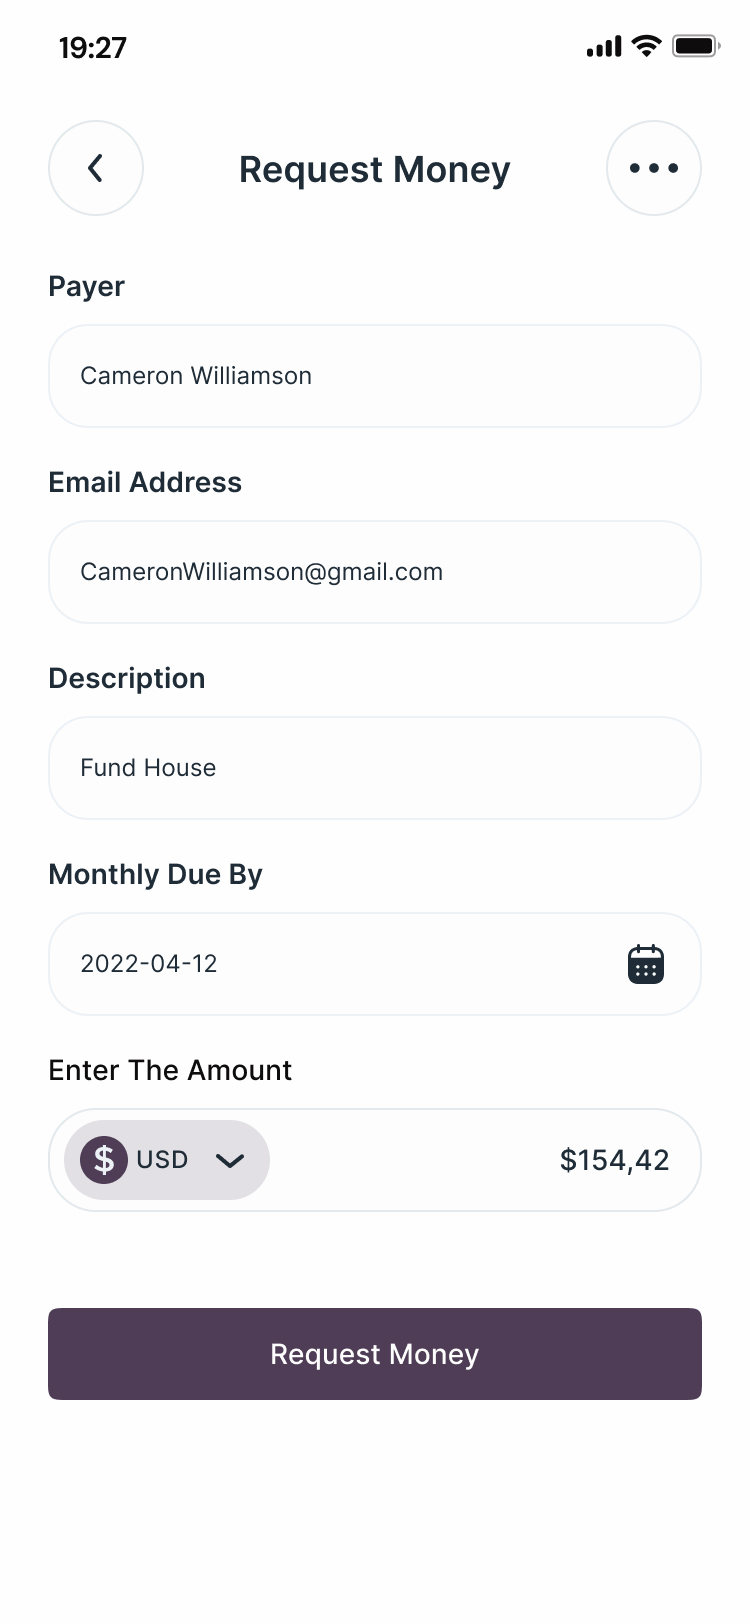 19:27
Request Money
Payer
Cameron Williamson
Email Address
CameronWilliamson@gmail.com
Description
Fund House
Monthly Due By
2022-04-12
Enter The Amount
$ USD $154,42
Request Money